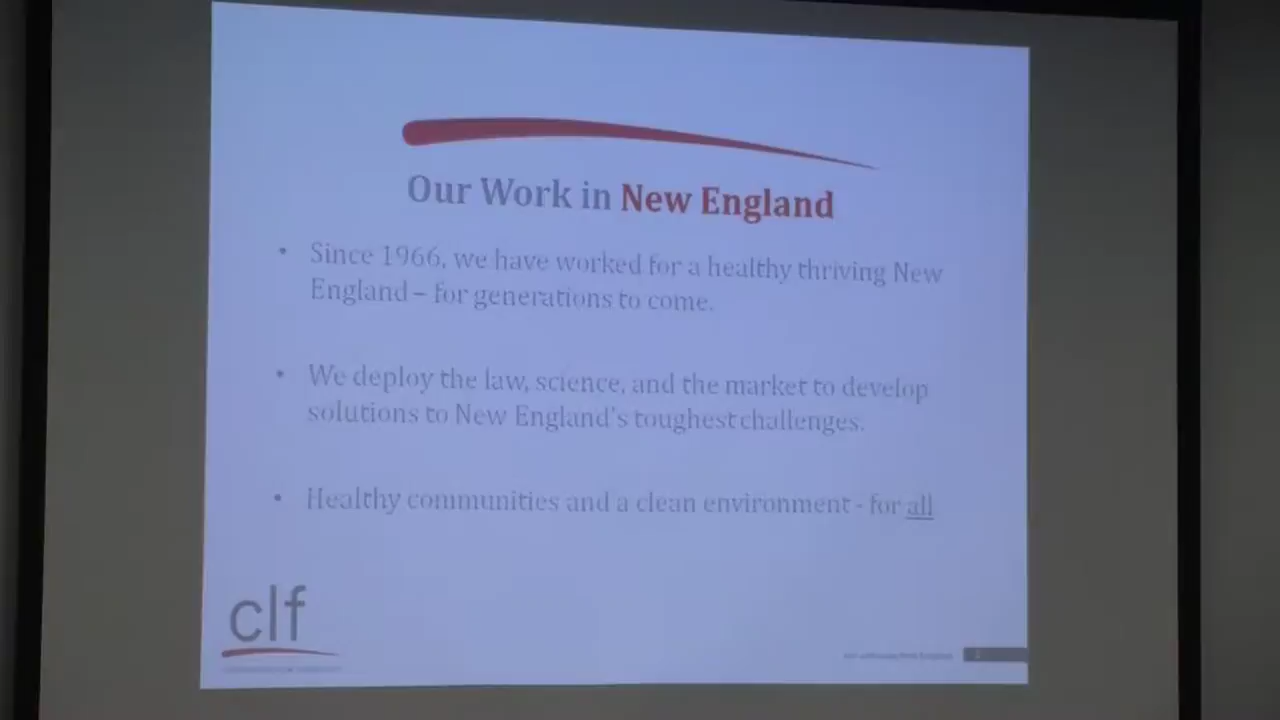 Our Work in New England
• Since 1966, we have worked for a healthy thriving New
England – for generations to come.
• We deploy the law, science, and the market to develop
solutions to New England's toughest challenges.
• Healthy communities and a clean environment - for all
clf